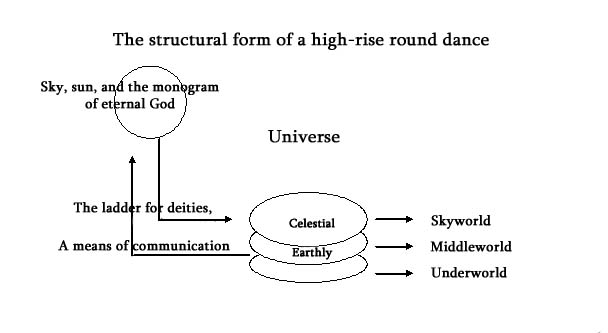 The structural form of a high-rise round dance
Sky, sun, and the monogram
of eternal God
Universe
The ladder for deities,
A means of communication
Celestial
Earthly
Skyworld
Middleworld
Underworld